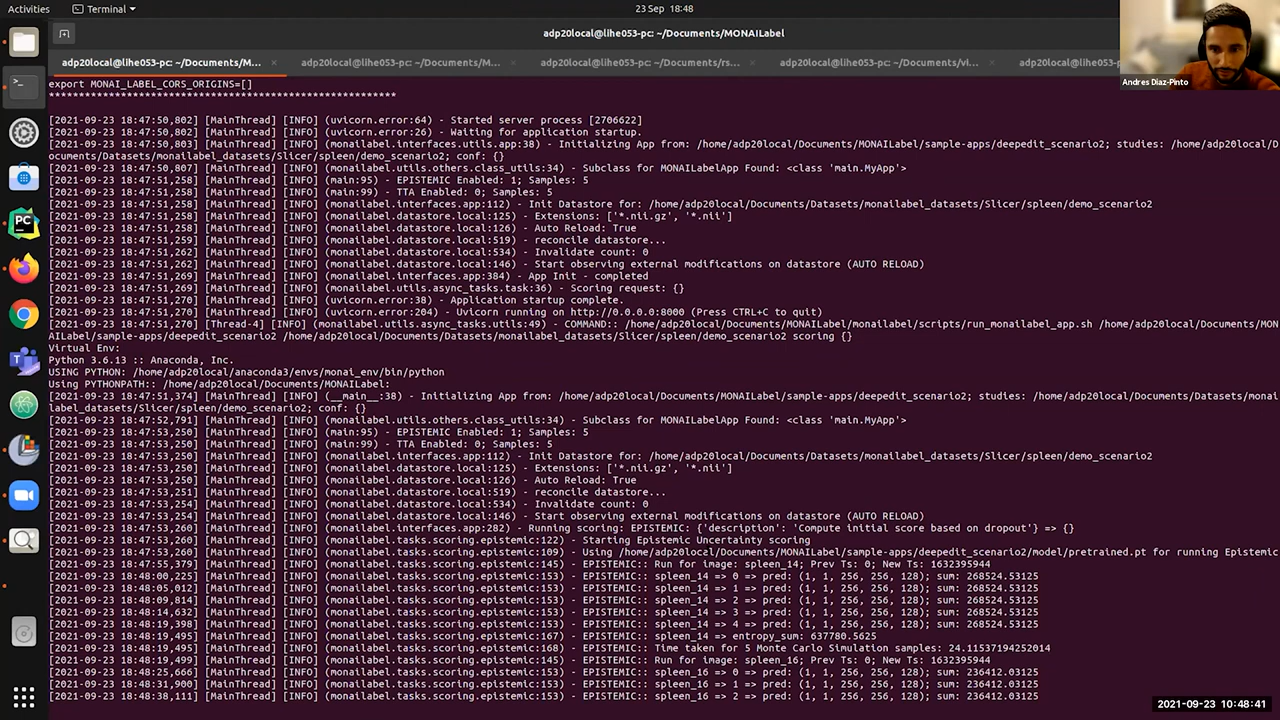 Activities
Terminal
23 Sep 18:48
adp20local@lihe053-pc: ~/Documents/MONAILabel
adp20local@lihe053-pc: ~/Documents/M...
adp20local@lihe053-pc: ~/Documents/M...
adp20local@lihe053-pc: ~/Documents/rs...
adp20local@lihe053-pc: ~/Documents/vi...
adp20local@lihe053-pc:
Andres Diaz-Pinto
export MONAI_LABEL_CORS_ORIGINS=[]
**********************************************************
[2021-09-23 18:47:50,802] [MainThread] [INFO] (uvicorn.error:64) - Started server process [2706622]
[2021-09-23 18:47:50,803] [MainThread] [INFO] (uvicorn.error:26) - Waiting for application startup.
[2021-09-23 18:47:50,803] [MainThread] [INFO] (monailabel.interfaces.utils.app:38) - Initializing App from: /home/adp20local/Documents/MONAILabel/sample-apps/deepedit_scenario2; studies: /home/adp20local/D
ocuments/Datasets/monailabel_datasets/Slicer/spleen/demo_scenario2; conf: {}
[2021-09-23 18:47:50,807] [MainThread] [INFO] (monailabel.utils.others.class_utils:34) - Subclass for MONAILabelApp Found: <class 'main.MyApp'>
[2021-09-23 18:47:51,258] [MainThread] [INFO] (main:95) - EPISTEMIC Enabled: 1; Samples: 5
[2021-09-23 18:47:51,258] [MainThread] [INFO] (main:99) - TTA Enabled: 0; Samples: 5
[2021-09-23 18:47:51,258] [MainThread] [INFO] (monailabel.interfaces.app:112) - Init Datastore for: /home/adp20local/Documents/Datasets/monailabel_datasets/Slicer/spleen/demo_scenario2
[2021-09-23 18:47:51,258] [MainThread] [INFO] (monailabel.datastore.local:125) - Extensions: ['*.nii.gz', '*.nii']
[2021-09-23 18:47:51,258] [MainThread] [INFO] (monailabel.datastore.local:126) - Auto Reload: True
[2021-09-23 18:47:51,259] [MainThread] [INFO] (monailabel.datastore.local:519) - reconcile datastore...
[2021-09-23 18:47:51,262] [MainThread] [INFO] (monailabel.datastore.local:534) - Invalidate count: 0
[2021-09-23 18:47:51,262] [MainThread] [INFO] (monailabel.datastore.local:146) - Start observing external modifications on datastore (AUTO RELOAD)
[2021-09-23 18:47:51,269] [MainThread] [INFO] (monailabel.interfaces.app:384) - App Init - completed
[2021-09-23 18:47:51,269] [MainThread] [INFO] (monailabel.utils.async_tasks.task:36) - Scoring request: {}
[2021-09-23 18:47:51,270] [MainThread] [INFO] (uvicorn.error:38) - Application startup complete.
[2021-09-23 18:47:51,270] [MainThread] [INFO] (uvicorn.error:204) - Uvicorn running on http://0.0.0.0:8000 (Press CTRL+C to quit)
[2021-09-23 18:47:51,270] [Thread-4] [INFO] (monailabel.utils.async_tasks.utils:49) - COMMAND:: /home/adp20local/Documents/MONAILabel/monailabel/scripts/run_monailabel_app.sh /home/adp20local/Documents/MON
AILabel/sample-apps/deepedit_scenario2 /home/adp20local/Documents/Datasets/monailabel_datasets/Slicer/spleen/demo_scenario2 scoring {}
Virtual Env:
Python 3.6.13 :: Anaconda, Inc.
USING PYTHON: /home/adp20local/anaconda3/envs/monai_env/bin/python
Using PYTHONPATH:: /home/adp20local/Documents/MONAILabel:
[2021-09-23 18:47:51,374] [MainThread] [INFO] (__main__:38) - Initializing App from: /home/adp20local/Documents/MONAILabel/sample-apps/deepedit_scenario2; studies: /home/adp20local/Documents/Datasets/monai
label_datasets/Slicer/spleen/demo_scenario2; conf: {}
[2021-09-23 18:47:52,791] [MainThread] [INFO] (monailabel.utils.others.class_utils:34) - Subclass for MONAILabelApp Found: <class 'main.MyApp'>
[2021-09-23 18:47:53,250] [MainThread] [INFO] (main:95) - EPISTEMIC Enabled: 1; Samples: 5
[2021-09-23 18:47:53,250] [MainThread] [INFO] (main:99) - TTA Enabled: 0; Samples: 5
[2021-09-23 18:47:53,250] [MainThread] [INFO] (monailabel.interfaces.app:112) - Init Datastore for: /home/adp20local/Documents/Datasets/monailabel_datasets/Slicer/spleen/demo_scenario2
[2021-09-23 18:47:53,250] [MainThread] [INFO] (monailabel.datastore.local:125) - Extensions: ['*.nii.gz', '*.nii']
[2021-09-23 18:47:53,250] [MainThread] [INFO] (monailabel.datastore.local:126) - Auto Reload: True
[2021-09-23 18:47:53,251] [MainThread] [INFO] (monailabel.datastore.local:519) - reconcile datastore...
[2021-09-23 18:47:53,254] [MainThread] [INFO] (monailabel.datastore.local:534) - Invalidate count: 0
[2021-09-23 18:47:53,254] [MainThread] [INFO] (monailabel.datastore.local:146) - Start observing external modifications on datastore (AUTO RELOAD)
[2021-09-23 18:47:53,260] [MainThread] [INFO] (monailabel.interfaces.app:282) - Running scoring: EPISTEMIC: {'description': 'Compute initial score based on dropout'} => {}
[2021-09-23 18:47:53,260] [MainThread] [INFO] (monailabel.tasks.scoring.epistemic:122) - Starting Epistemic Uncertainty scoring
[2021-09-23 18:47:53,260] [MainThread] [INFO] (monailabel.tasks.scoring.epistemic:109) - Using /home/adp20local/Documents/MONAILabel/sample-apps/deepedit_scenario2/model/pretrained.pt for running Epistemic
[2021-09-23 18:47:55,379] [MainThread] [INFO] (monailabel.tasks.scoring.epistemic:145) - EPISTEMIC:: Run for image: spleen_14; Prev Ts: 0; New Ts: 1632395944
[2021-09-23 18:48:00,225] [MainThread] [INFO] (monailabel.tasks.scoring.epistemic:153) - EPISTEMIC:: spleen_14 => 0 => pred: (1, 1, 256, 256, 128); sum: 268524.53125
[2021-09-23 18:48:05,012] [MainThread] [INFO] (monailabel.tasks.scoring.epistemic:153) - EPISTEMIC:: spleen_14 => 1 => pred: (1, 1, 256, 256, 128); sum: 268524.53125
[2021-09-23 18:48:09,814] [MainThread] [INFO] (monailabel.tasks.scoring.epistemic:153) - EPISTEMIC:: spleen_14 => 2 => pred: (1, 1, 256, 256, 128); sum: 268524.53125
[2021-09-23 18:48:14,632] [MainThread] [INFO] (monailabel.tasks.scoring.epistemic:153) - EPISTEMIC:: spleen_14 => 3 => pred: (1, 1, 256, 256, 128); sum: 268524.53125
[2021-09-23 18:48:19,398] [MainThread] [INFO] (monailabel.tasks.scoring.epistemic:153) - EPISTEMIC:: spleen_14 => 4 => pred: (1, 1, 256, 256, 128); sum: 268524.53125
[2021-09-23 18:48:19,495] [MainThread] [INFO] (monailabel.tasks.scoring.epistemic:167) - EPISTEMIC:: spleen_14 => entropy_sum: 637780.5625
[2021-09-23 18:48:19,495] [MainThread] [INFO] (monailabel.tasks.scoring.epistemic:168) - EPISTEMIC:: Time taken for 5 Monte Carlo Simulation samples: 24.11537194252014
[2021-09-23 18:48:19,499] [MainThread] [INFO] (monailabel.tasks.scoring.epistemic:145) - EPISTEMIC:: Run for image: spleen_16; Prev Ts: 0; New Ts: 1632395944
[2021-09-23 18:48:25,666] [MainThread] [INFO] (monailabel.tasks.scoring.epistemic:153) - EPISTEMIC:: spleen_16 => 0 => pred: (1, 1, 256, 256, 128); sum: 236412.03125
[2021-09-23 18:48:31,900] [MainThread] [INFO] (monailabel.tasks.scoring.epistemic:153) - EPISTEMIC:: spleen_16 => 1 => pred: (1, 1, 256, 256, 128); sum: 236412.03125
[2021-09-23 18:48:38,111] [MainThread] [INFO] (monailabel.tasks.scoring.epistemic:153) - EPISTEMIC:: spleen_16 => 2 => pred: (1, 1, 256, 256, 128); sum: 236412.03125
2021-09-23 10:48:41
PC